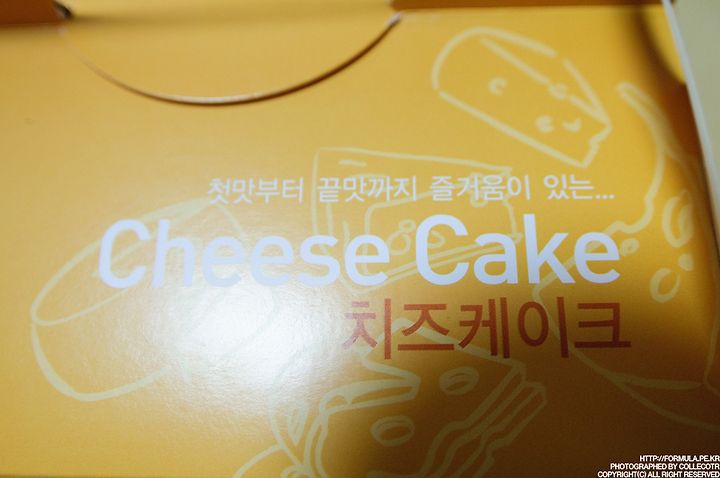 첫맛부터 끝맛까지 즐거움이 있는...
Cheese Cake
치즈케이크
HTTP://FORMULA.PE.KR
PHOTOGRAPHED BY COLLECOTR
COPYRIGHT(C) ALL RIGHT RESERVED